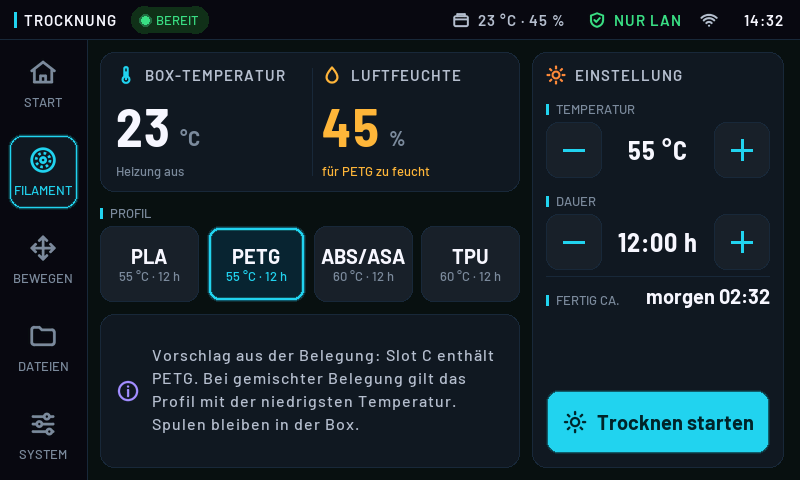 TROCKNUNG
BEREIT
23 °C · 45 %
NUR LAN
14:32
START
FILAMENT
BEWEGEN
DATEIEN
SYSTEM
BOX-TEMPERATUR
23 °C
Heizung aus
LUFTFEUCHTE
45 %
für PETG zu feucht
PROFIL
PLA
55 °C · 12 h
PETG
55 °C · 12 h
ABS/ASA
60 °C · 12 h
TPU
60 °C · 12 h
Vorschlag aus der Belegung: Slot C enthält
PETG. Bei gemischter Belegung gilt das
Profil mit der niedrigsten Temperatur.
Spulen bleiben in der Box.
EINSTELLUNG
TEMPERATUR
55 °C
DAUER
12:00 h
FERTIG CA. morgen 02:32
Trocknen starten